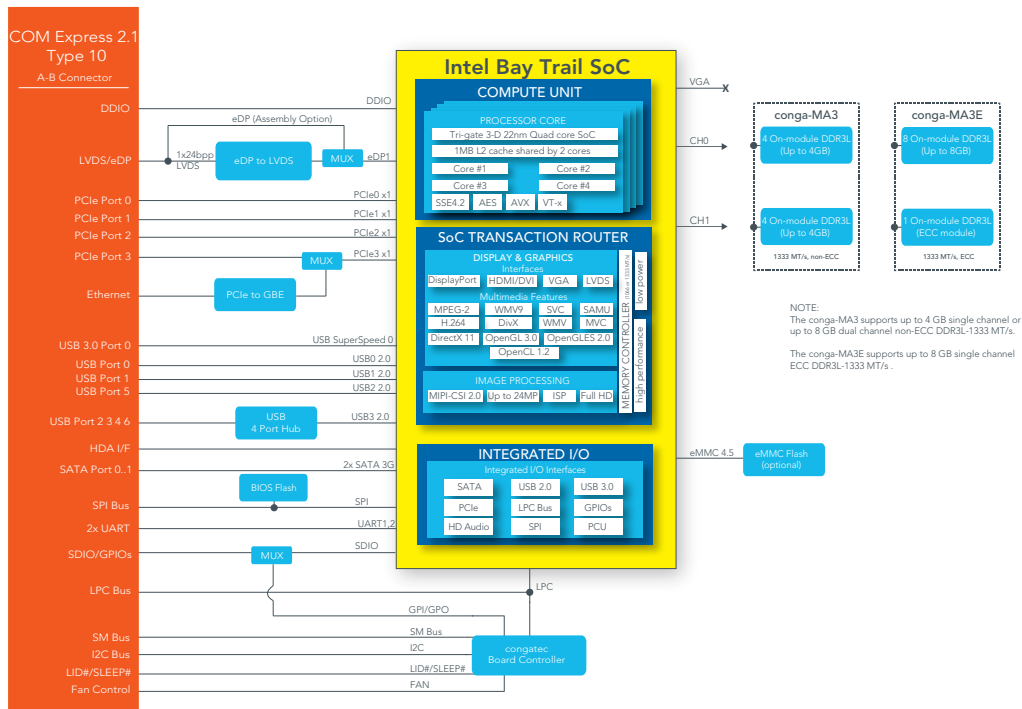 COM Express 2.1
Type 10
A-B Connector
DDIO
LVDS/eDP
PCIe Port 0
PCIe Port 1
PCIe Port 2
PCIe Port 3
Ethernet
USB 3.0 Port 0
USB Port 0
USB Port 1
USB Port 5
USB Port 2 3 4 6
HDA I/F
SATA Port 0..1
SPI Bus
2x UART
SDIO/GPIOs
LPC Bus
SM Bus
I2C Bus
LID#/SLEEP#
Fan Control
DDIO
eDP (Assembly Option)
1x24bpp
LVDS
eDP to LVDS
MUX
eDP1
PCIe0 x1
PCIe1 x1
PCIe2 x1
MUX
PCIe3 x1
PCIe to GBE
USB SuperSpeed 0
USB0 2.0
USB1 2.0
USB2 2.0
USB
4 Port Hub
USB3 2.0
2x SATA 3G
BIOS Flash
SPI
UART1,2
SDIO
MUX
LPC
GPI/GPO
SM Bus
I2C
LID#/SLEEP#
FAN
congatec
Board Controller
Intel Bay Trail SoC
COMPUTE UNIT
PROCESSOR CORE
Tri-gate 3-D 22nm Quad core SoC
1MB L2 cache shared by 2 cores
Core #1 Core #2
Core #3 Core #4
SSE4.2 AES AVX VT-x
SoC TRANSACTION ROUTER
DISPLAY & GRAPHICS
Interfaces
DisplayPort HDMI/DVI VGA LVDS
Multimedia Features
MPEG-2 WMV9 SVC SAMU
H.264 DivX WMV MVC
DirectX 11 OpenGL 3.0 OpenGLES 2.0
OpenCL 1.2
IMAGE PROCESSING
MIPI-CSI 2.0 Up to 24MP ISP Full HD
MEMORY CONTROLLER
low power
high performance
INTEGRATED I/O
Integrated I/O Interfaces
SATA USB 2.0 USB 3.0
PCIe LPC Bus GPIOs
HD Audio SPI PCU
VGA
X
CH0
CH1
eMMC 4.5
eMMC Flash
(optional)
conga-MA3
4 On-module DDR3L
(Up to 4GB)
4 On-module DDR3L
(Up to 4GB)
1333 MT/s, non-ECC
conga-MA3E
8 On-module DDR3L
(Up to 8GB)
1 On-module DDR3L
(ECC module)
1333 MT/s, ECC
NOTE:
The conga-MA3 supports up to 4 GB single channel or
up to 8 GB dual channel non-ECC DDR3L-1333 MT/s.
The conga-MA3E supports up to 8 GB single channel
ECC DDR3L-1333 MT/s .